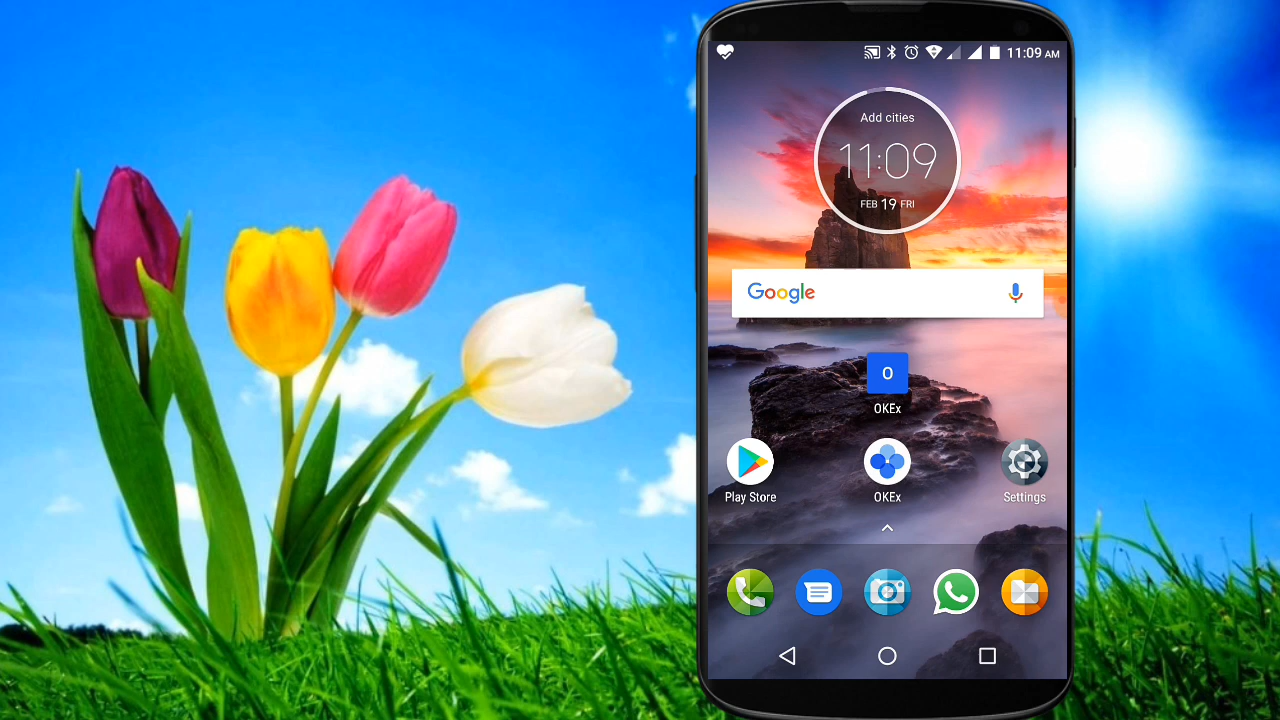 11:09 AM
Add cities
11:09
FEB 19 FRI
Google
O
OKEx
Play Store
OKEx
Settings